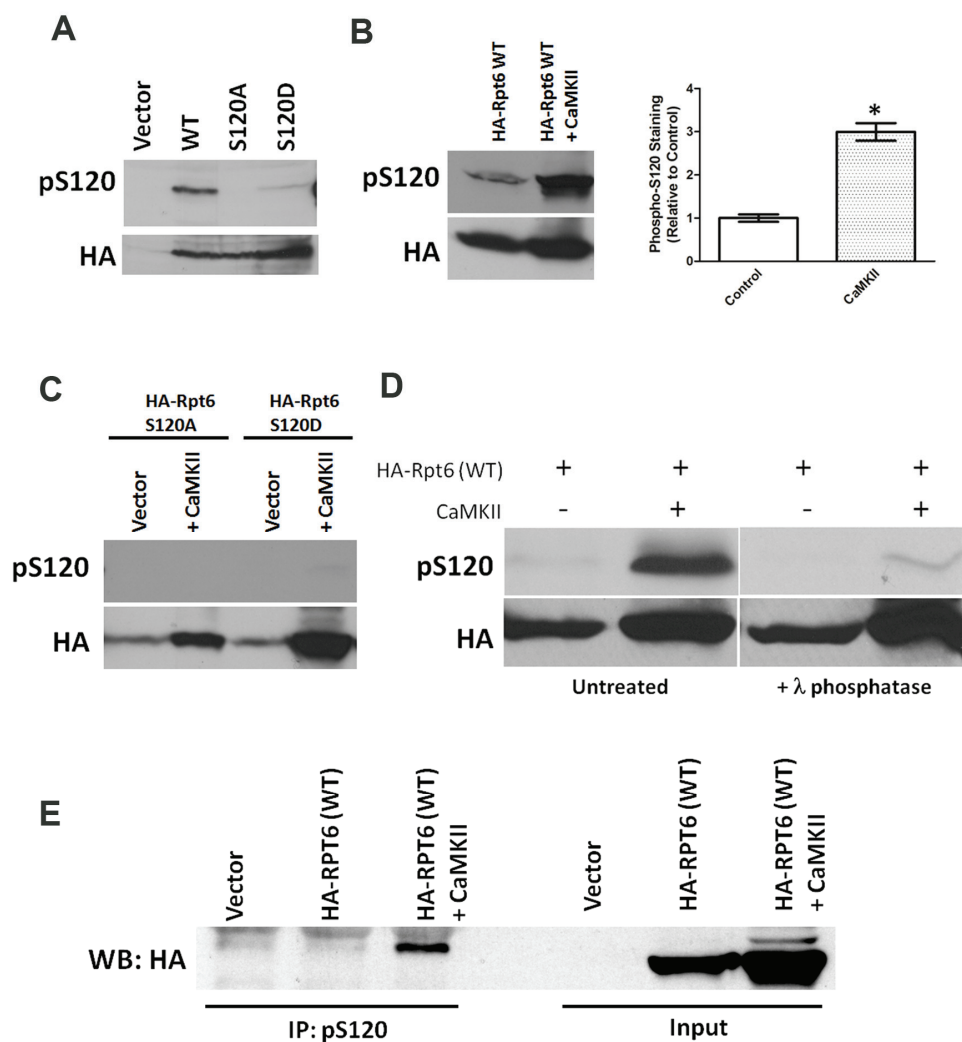 A
Vector
WT
S120A
S120D
pS120
HA
B
HA-Rpt6 WT
HA-Rpt6 WT
+ CaMKII
pS120
HA
Phospho-S120 Staining
(Relative to Control)
4
3
2
1
0
*
Control
CaMKII
C
HA-Rpt6
S120A
HA-Rpt6
S120D
Vector
+ CaMKII
Vector
+ CaMKII
pS120
HA
D
HA-Rpt6 (WT) + + + +
CaMKII - + - +
pS120
HA
Untreated
+ λ phosphatase
E
Vector
HA-RPT6 (WT)
HA-RPT6 (WT)
+ CaMKII
Vector
HA-RPT6 (WT)
HA-RPT6 (WT)
+ CaMKII
WB: HA
IP: pS120
Input